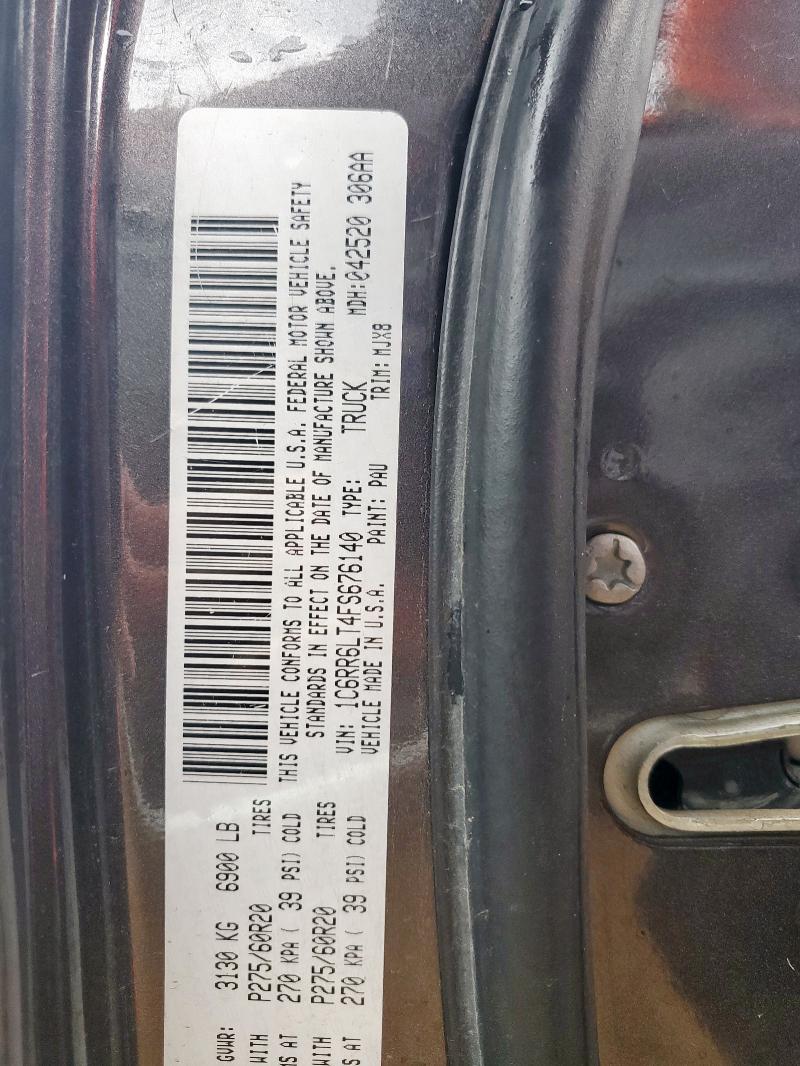 GVWR: 3130 KG 6900 LB
WITH P275/60R20 TIRES
AT 270 KPA ( 39 PSI) COLD
WITH P275/60R20 TIRES
AT 270 KPA ( 39 PSI) COLD
THIS VEHICLE CONFORMS TO ALL APPLICABLE U.S.A. FEDERAL MOTOR VEHICLE SAFETY
STANDARDS IN EFFECT ON THE DATE OF MANUFACTURE SHOWN ABOVE.
VIN: 1C6RR6LT4FS676140 TYPE: TRUCK MDH:042520 306AA
VEHICLE MADE IN U.S.A. PAINT: PAU TRIM: MJX8